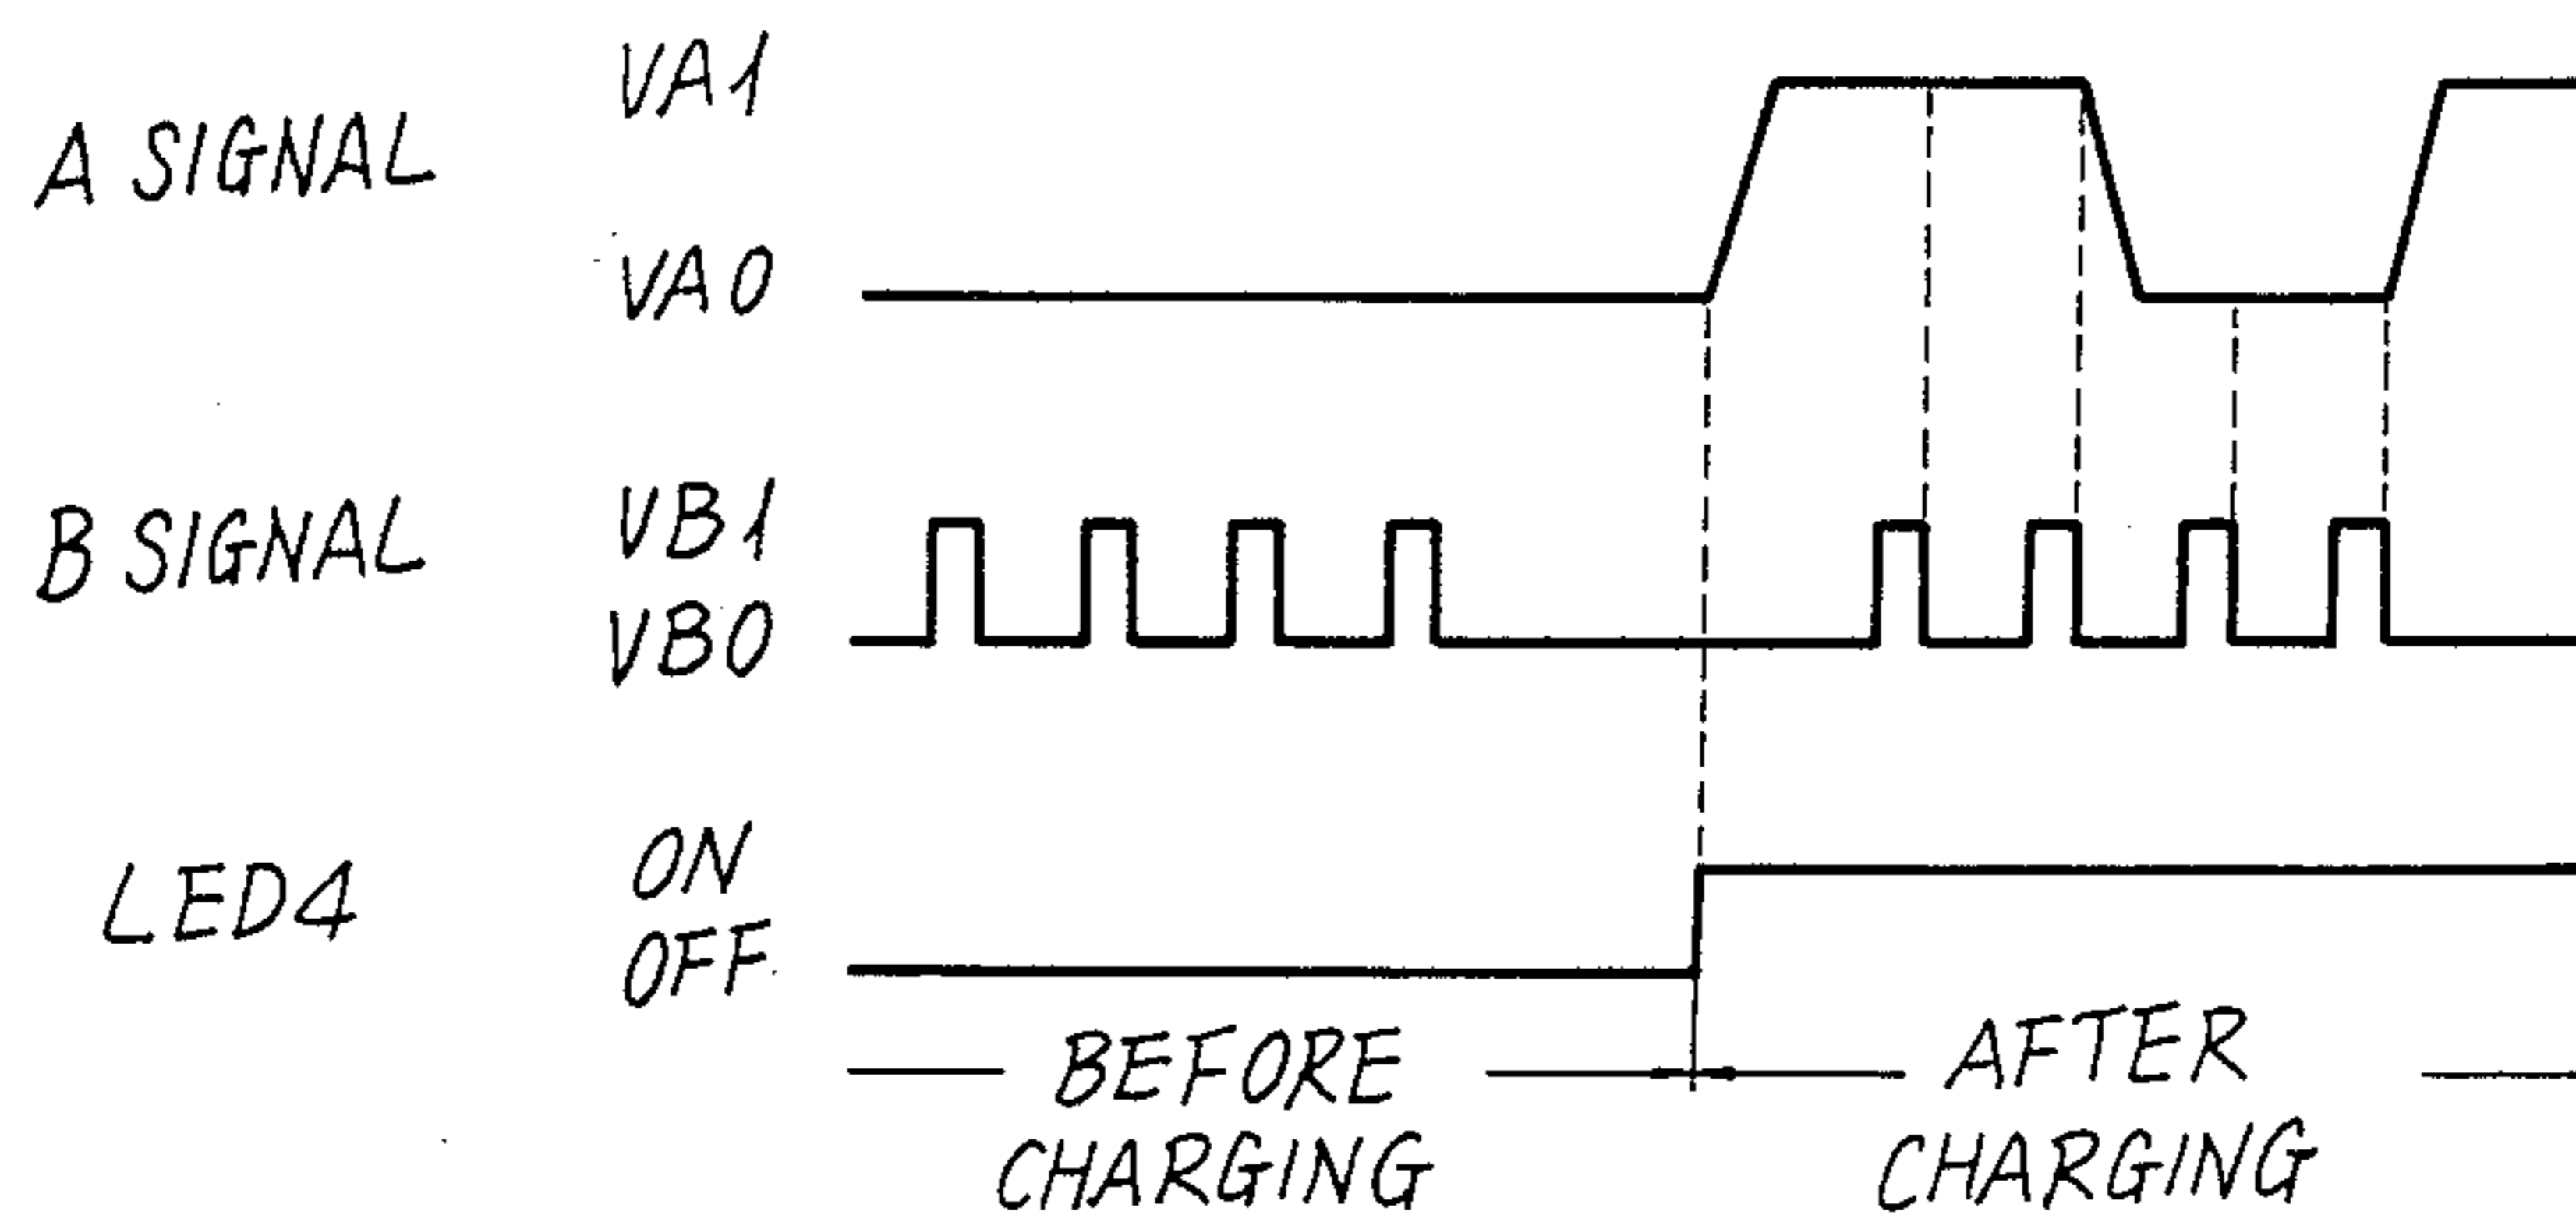 VA1
A SIGNAL
VA0
VB1
B SIGNAL
VB0
ON
LED4
OFF
BEFORE AFTER
CHARGING CHARGING